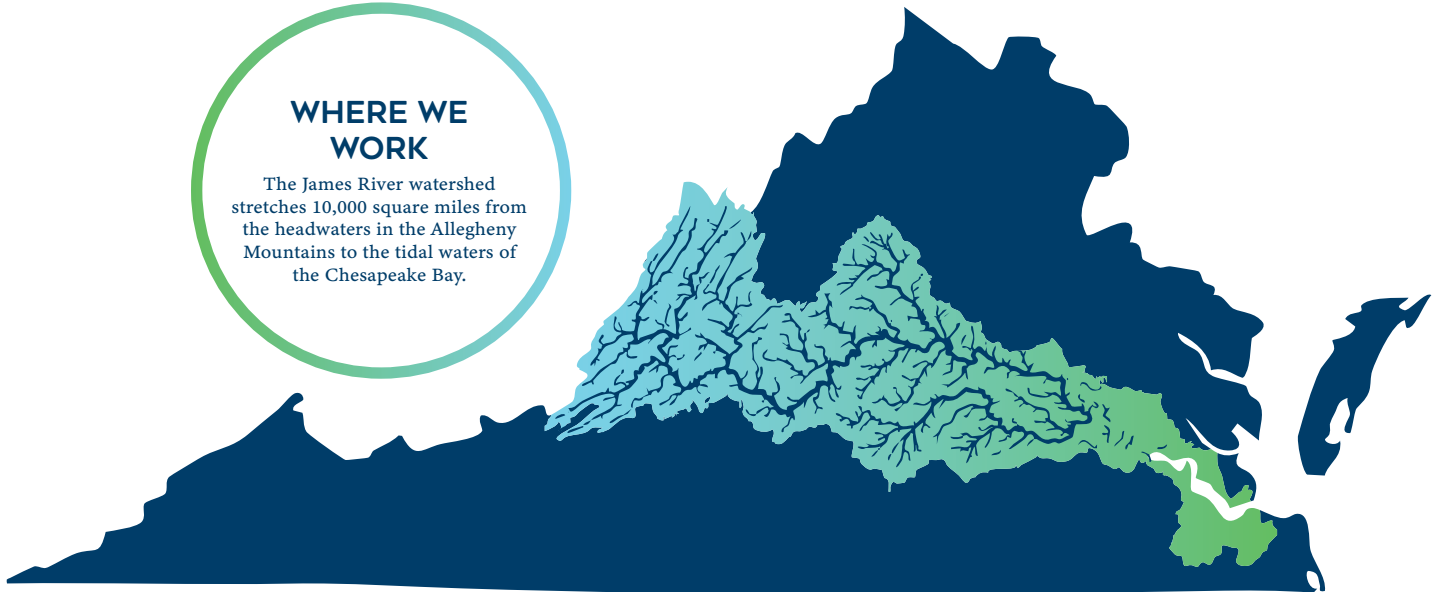 WHERE WE
WORK
The James River watershed
stretches 10,000 square miles from
the headwaters in the Allegheny
Mountains to the tidal waters of
the Chesapeake Bay.